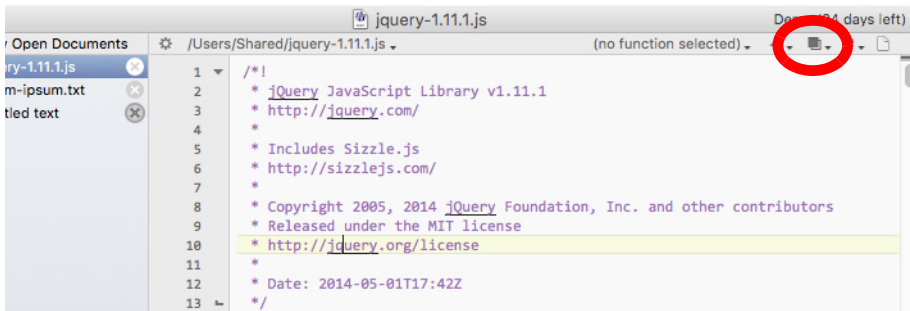 jquery-1.11.1.js
days left)
Open Documents
/Users/Shared/jquery-1.11.1.js
(no function selected)
ry-1.11.1.js
m-ipsum.txt
tled text
1 /*!
2 * jQuery JavaScript Library v1.11.1
3 * http://jquery.com/
4 *
5 * Includes Sizzle.js
6 * http://sizzlejs.com/
7 *
8 * Copyright 2005, 2014 jQuery Foundation, Inc. and other contributors
9 * Released under the MIT license
10 * http://jquery.org/license
11 *
12 * Date: 2014-05-01T17:42Z
13 */